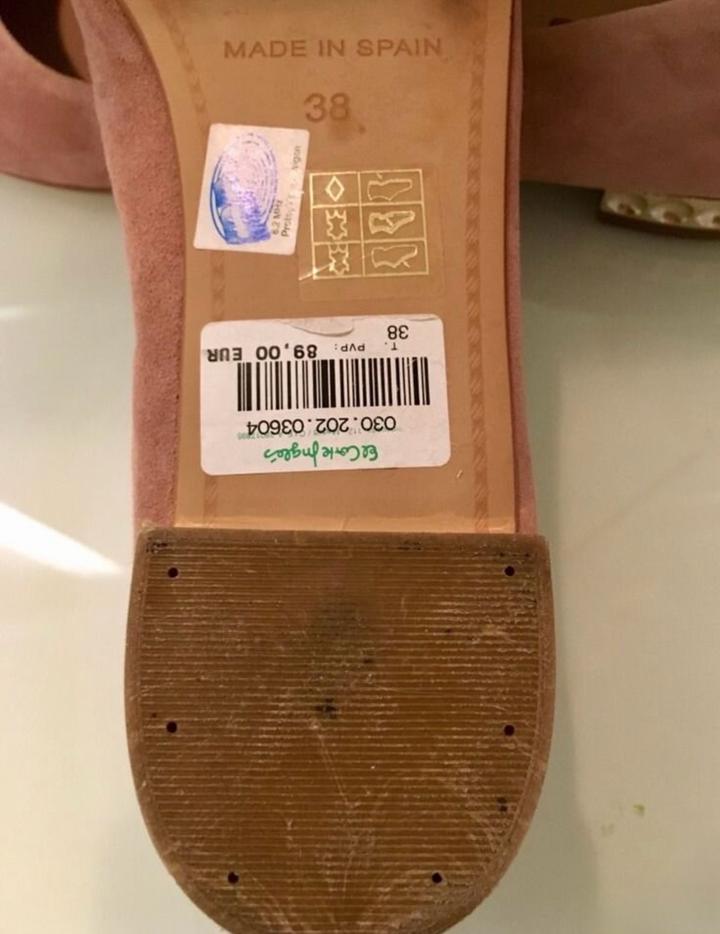 MADE IN SPAIN
38
8.2 MHz
El Corte Inglés
030.202.03604
T. PVP: 89,00 EUR
38